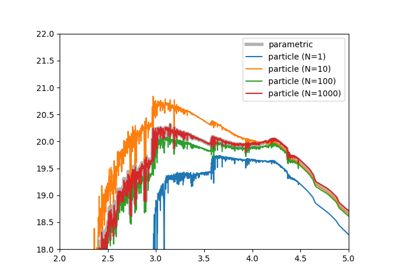 22.0
21.5
21.0
20.5
20.0
19.5
19.0
18.5
18.0
2.0 2.5 3.0 3.5 4.0 4.5 5.0
parametric
particle (N=1)
particle (N=10)
particle (N=100)
particle (N=1000)